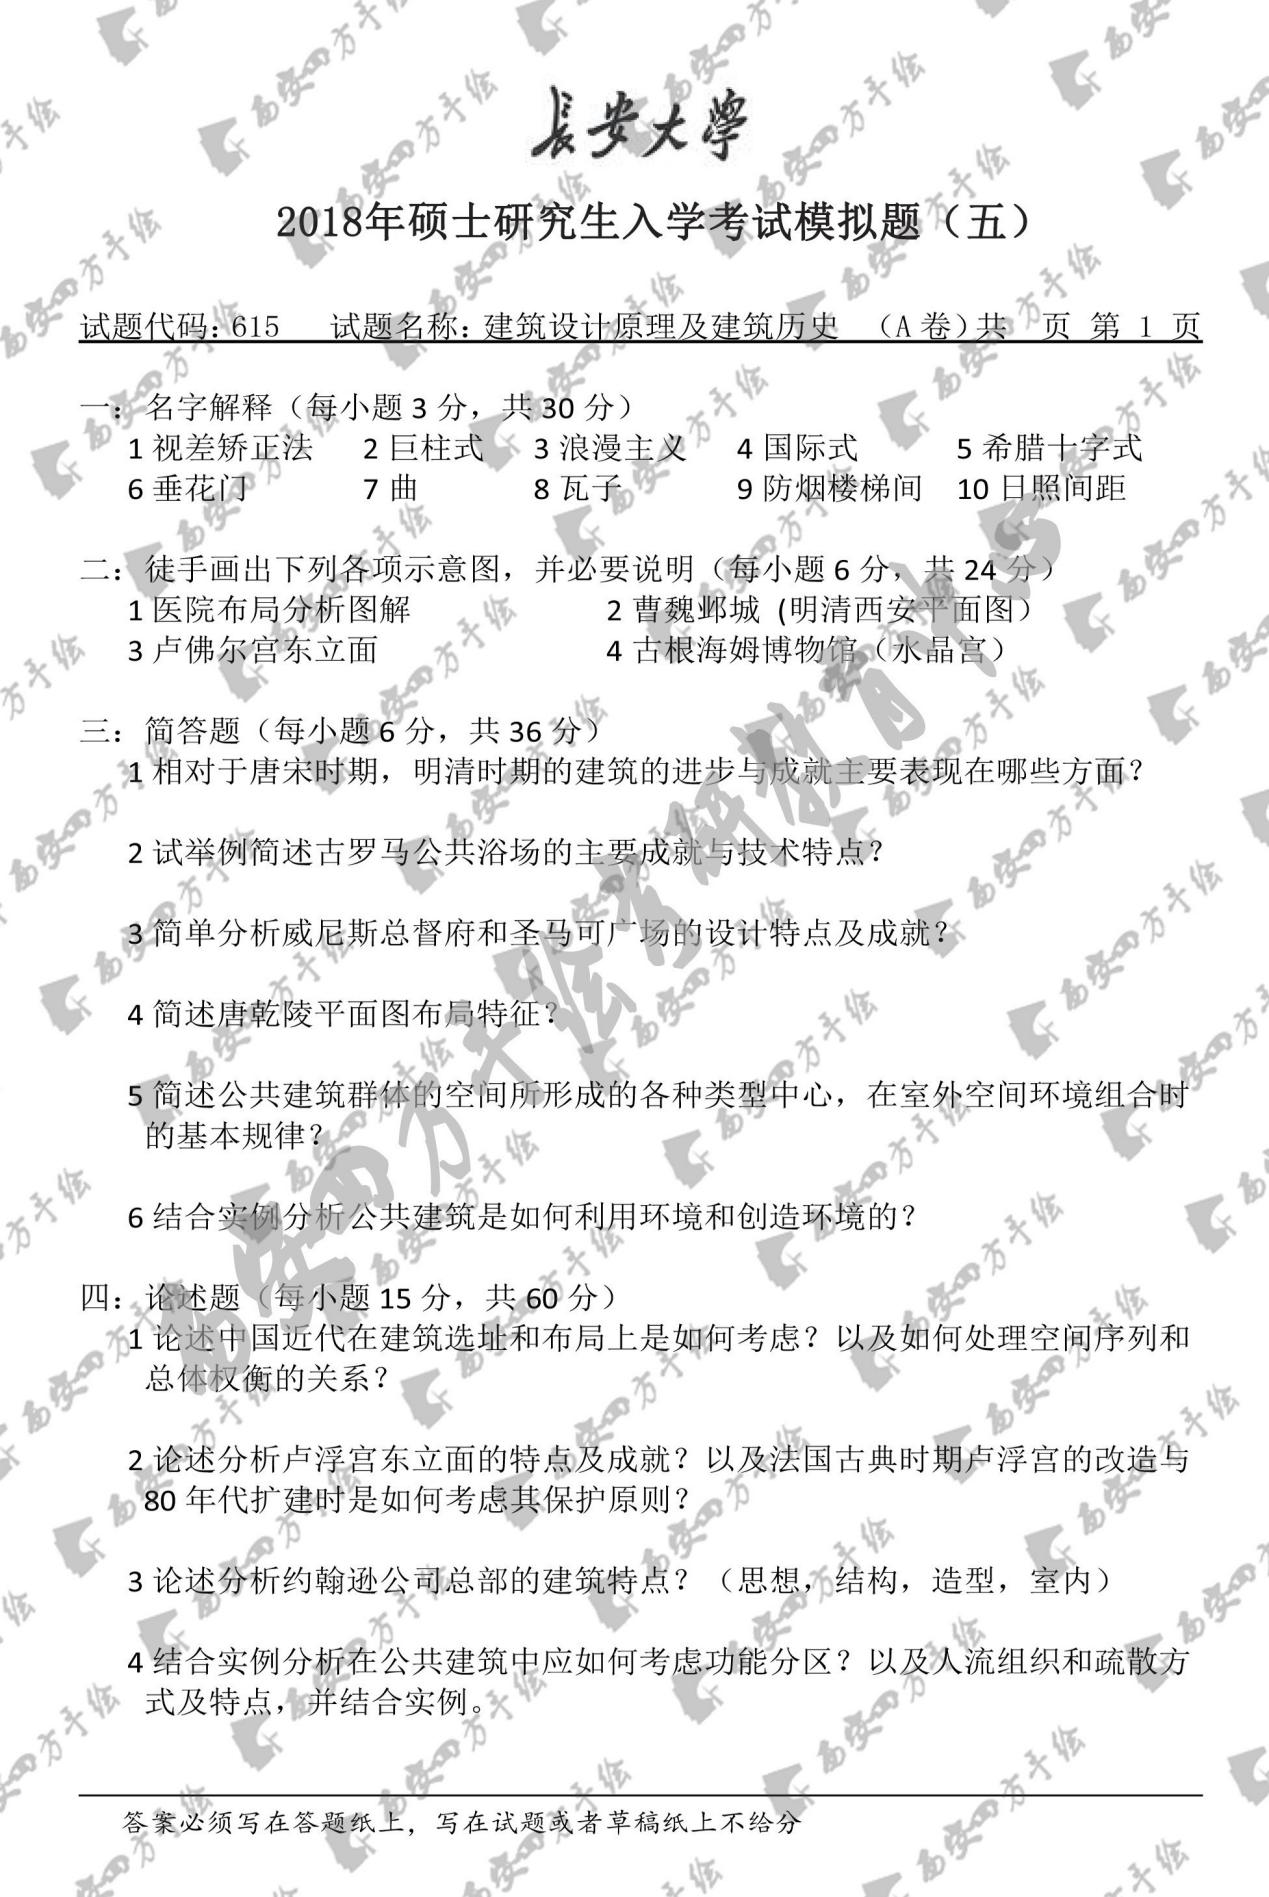 長安大學
2018年硕士研究生入学考试模拟题（五）
试题代码：615 试题名称：建筑设计原理及建筑历史 （A 卷）共 页 第 1 页
一：名字解释（每小题 3 分，共 30 分）
1 视差矫正法 2 巨柱式 3 浪漫主义 4 国际式 5 希腊十字式
6 垂花门 7 曲 8 瓦子 9 防烟楼梯间 10 日照间距
二：徒手画出下列各项示意图，并必要说明（每小题 6 分，共 24 分）
1 医院布局分析图解 2 曹魏邺城 (明清西安平面图）
3 卢佛尔宫东立面 4 古根海姆博物馆（水晶宫）
三：简答题（每小题 6 分，共 36 分）
1 相对于唐宋时期，明清时期的建筑的进步与成就主要表现在哪些方面？
2 试举例简述古罗马公共浴场的主要成就与技术特点？
3 简单分析威尼斯总督府和圣马可广场的设计特点及成就？
4 简述唐乾陵平面图布局特征？
5 简述公共建筑群体的空间所形成的各种类型中心，在室外空间环境组合时
的基本规律？
6 结合实例分析公共建筑是如何利用环境和创造环境的？
四：论述题（每小题 15 分，共 60 分）
1 论述中国近代在建筑选址和布局上是如何考虑？以及如何处理空间序列和
总体权衡的关系？
2 论述分析卢浮宫东立面的特点及成就？以及法国古典时期卢浮宫的改造与
80 年代扩建时是如何考虑其保护原则？
3 论述分析约翰逊公司总部的建筑特点？（思想，结构，造型，室内）
4 结合实例分析在公共建筑中应如何考虑功能分区？以及人流组织和疏散方
式及特点，并结合实例。
答案必须写在答题纸上，写在试题或者草稿纸上不给分